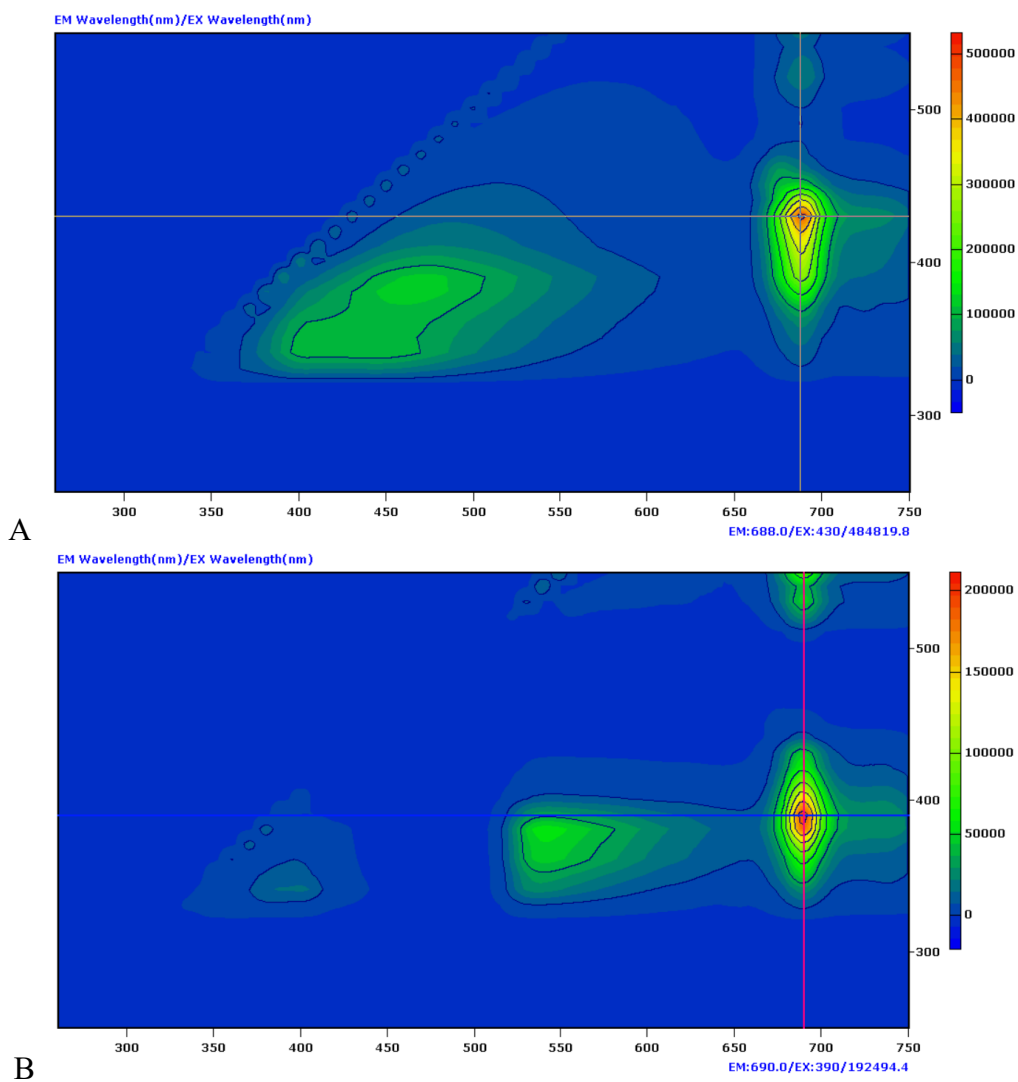 EM Wavelength(nm)/EX Wavelength(nm)
500000
500
400000
300000
400
200000
100000
0
300
300 350 400 450 500 550 600 650 700 750
A
EM:688.0/EX:430/484819.8
EM Wavelength(nm)/EX Wavelength(nm)
200000
500
150000
100000
400
50000
0
300
300 350 400 450 500 550 600 650 700 750
B
EM:690.0/EX:390/192494.4